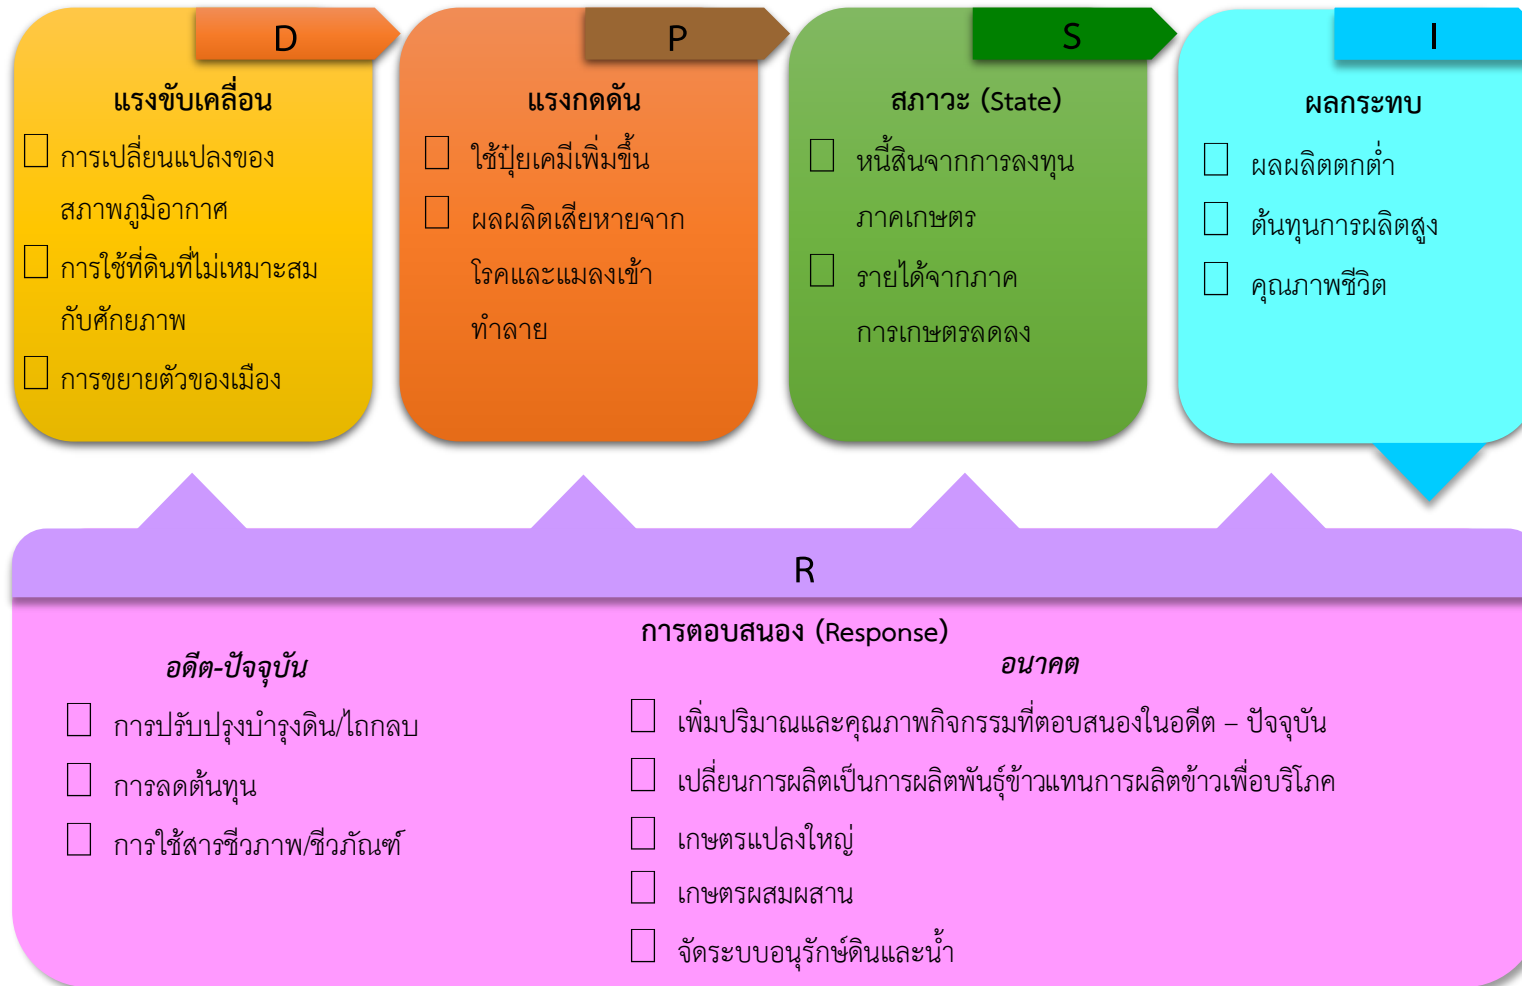 D
แรงขับเคลื่อน
การเปลี่ยนแปลงของ
สภาพภูมิอากาศ
การใช้ที่ดินที่ไม่เหมาะสม
กับศักยภาพ
การขยายตัวของเมือง
P
แรงกดดัน
ใช้ปุ๋ยเคมีเพิ่มขึ้น
ผลผลิตเสียหายจาก
โรคและแมลงเข้า
ทำลาย
S
สภาวะ (State)
หนี้สินจากการลงทุน
ภาคเกษตร
รายได้จากภาค
การเกษตรลดลง
I
ผลกระทบ
ผลผลิตตกต่ำ
ต้นทุนการผลิตสูง
คุณภาพชีวิต
R
การตอบสนอง (Response)
อดีต-ปัจจุบัน
การปรับปรุงบำรุงดิน/ไถกลบ
การลดต้นทุน
การใช้สารชีวภาพ/ชีวภัณฑ์
อนาคต
เพิ่มปริมาณและคุณภาพกิจกรรมที่ตอบสนองในอดีต – ปัจจุบัน
เปลี่ยนการผลิตเป็นการผลิตพันธุ์ข้าวแทนการผลิตข้าวเพื่อบริโภค
เกษตรแปลงใหญ่
เกษตรผสมผสาน
จัดระบบอนุรักษ์ดินและน้ำ